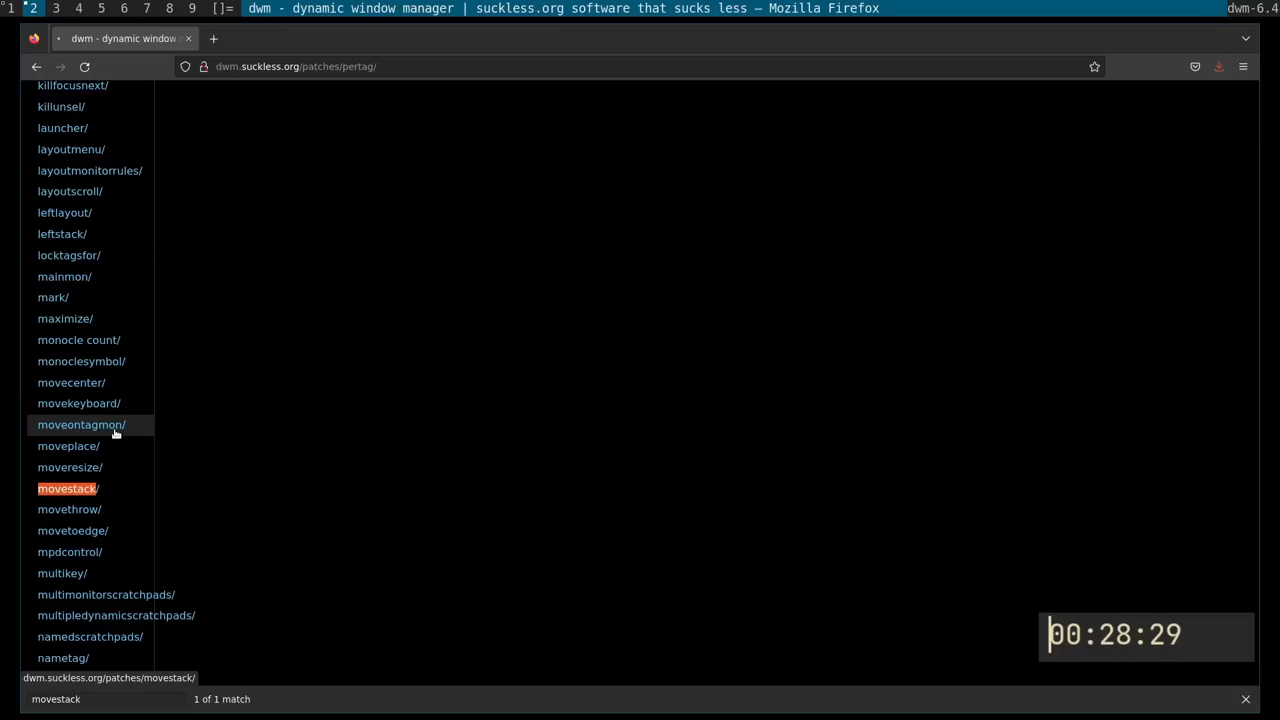 1 2 3 4 5 6 7 8 9 []= dwm - dynamic window manager | suckless.org software that sucks less — Mozilla Firefox dwm-6.4
dwm - dynamic window
dwm.suckless.org/patches/pertag/
killfocusnext/
killunsel/
launcher/
layoutmenu/
layoutmonitorrules/
layoutscroll/
leftlayout/
leftstack/
locktagsfor/
mainmon/
mark/
maximize/
monocle count/
monoclesymbol/
movecenter/
movekeyboard/
moveontagmon/
moveplace/
moveresize/
movestack/
movethrow/
movetoedge/
mpdcontrol/
multikey/
multimonitorscratchpads/
multipledynamicscratchpads/
namedscratchpads/
nametag/
00:28:29
dwm.suckless.org/patches/movestack/
movestack 1 of 1 match